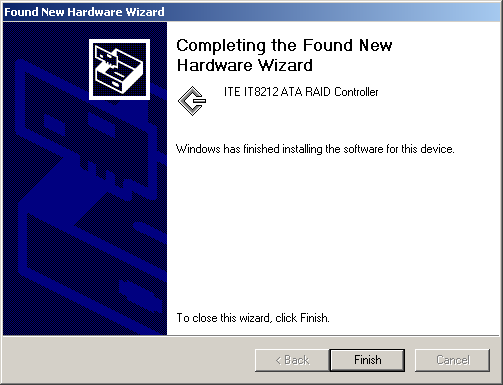 Found New Hardware Wizard
Completing the Found New
Hardware Wizard
ITE IT8212 ATA RAID Controller
Windows has finished installing the software for this device.
To close this wizard, click Finish.
< Back
Finish
Cancel